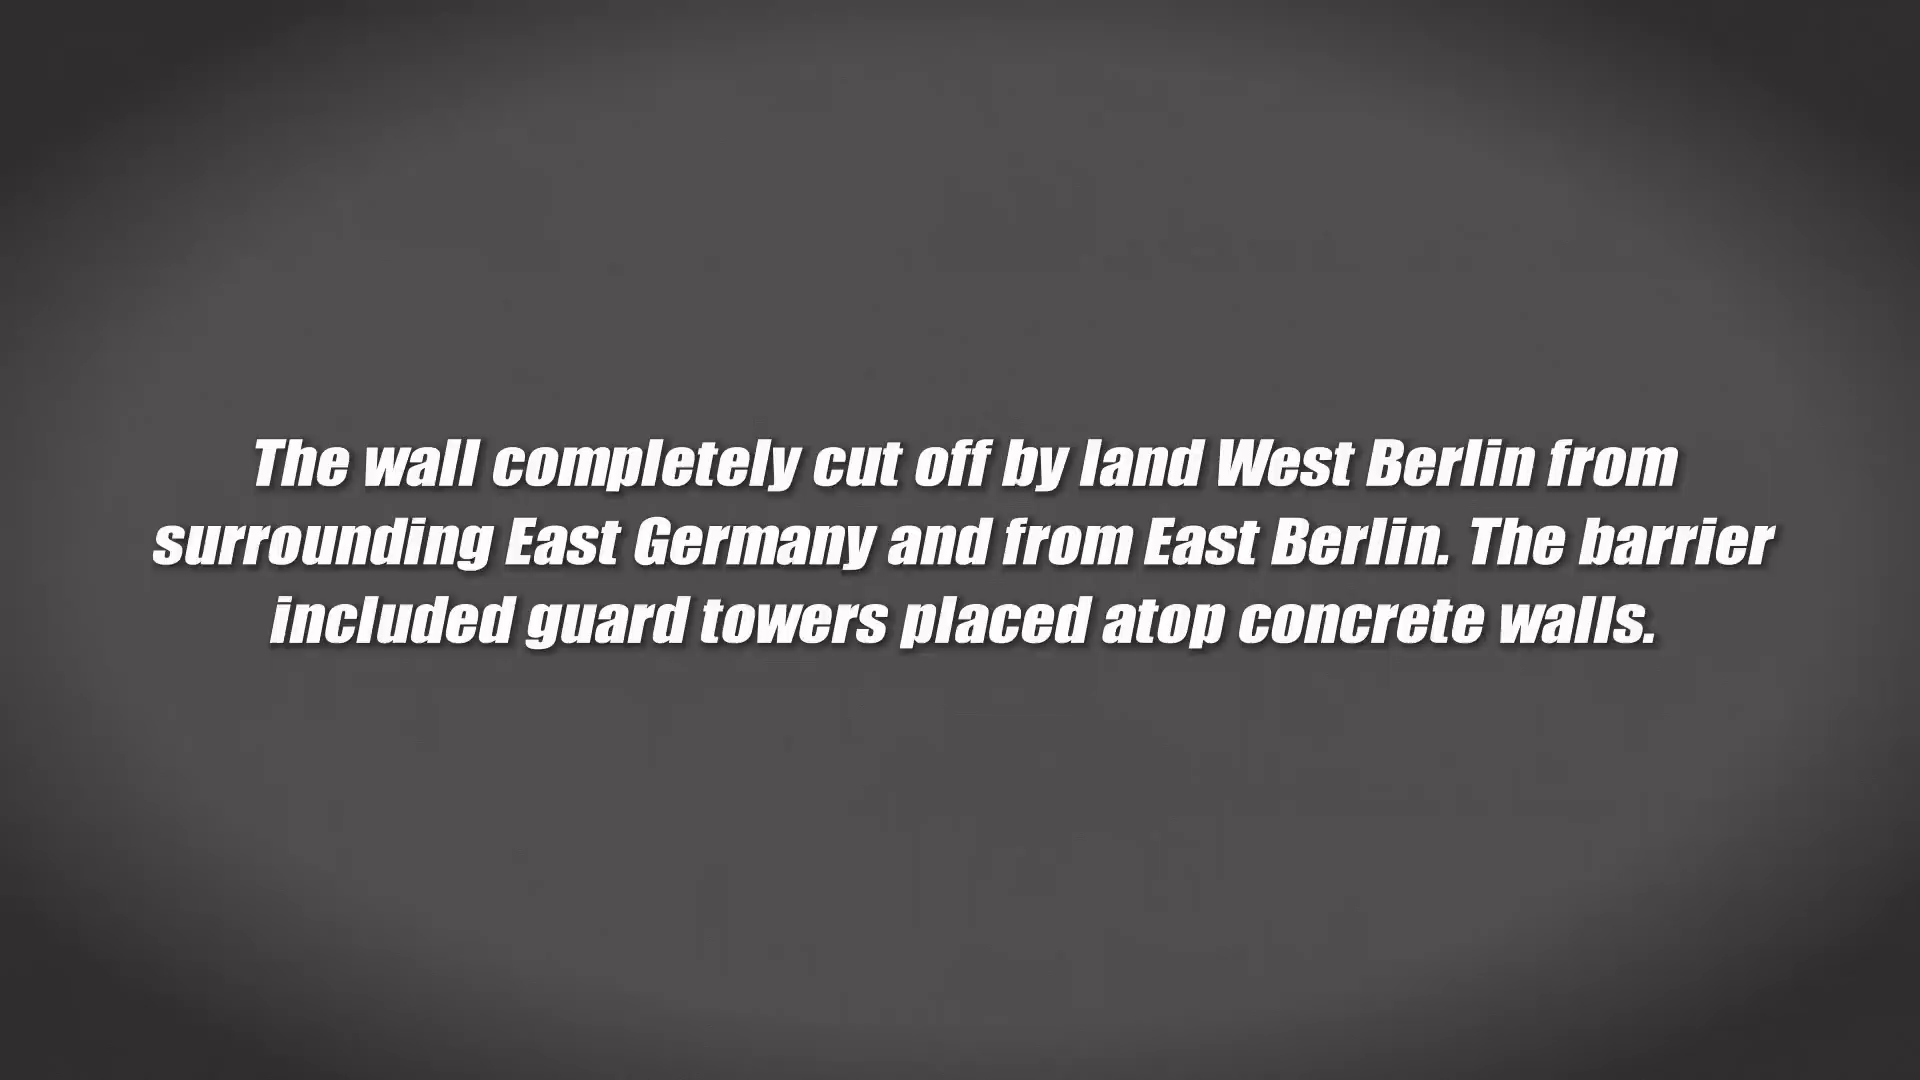 The wall completely cut off by land West Berlin from
surrounding East Germany and from East Berlin. The barrier
included guard towers placed atop concrete walls.